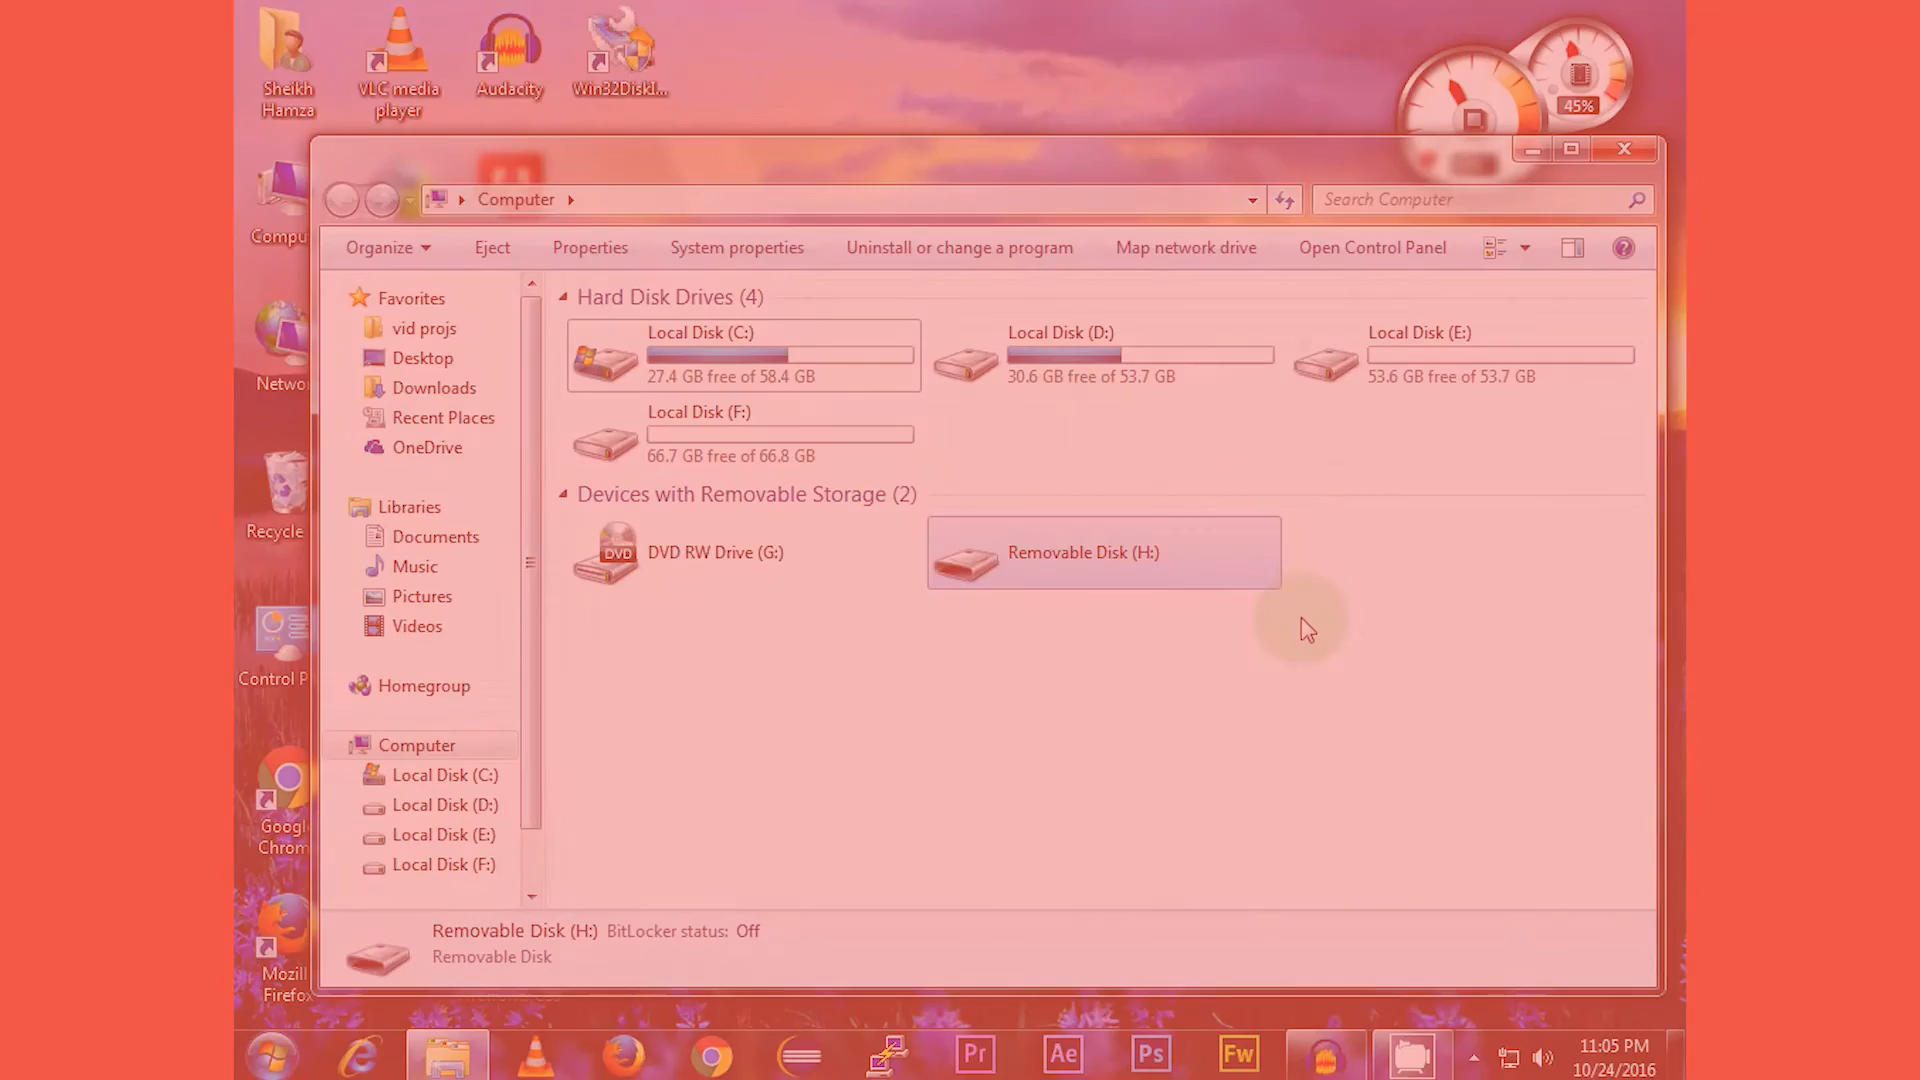 Sheikh
Hamza
VLC media
player
Audacity
Win32DiskI...
45%
Compu
Netwo
Recycle
Control P
Googl
Chrom
Mozill
Firefox
Computer
Search Computer
Organize
Eject
Properties
System properties
Uninstall or change a program
Map network drive
Open Control Panel
Favorites
vid projs
Desktop
Downloads
Recent Places
OneDrive
Libraries
Documents
Music
Pictures
Videos
Homegroup
Computer
Local Disk (C:)
Local Disk (D:)
Local Disk (E:)
Local Disk (F:)
Hard Disk Drives (4)
Local Disk (C:)
27.4 GB free of 58.4 GB
Local Disk (D:)
30.6 GB free of 53.7 GB
Local Disk (E:)
53.6 GB free of 53.7 GB
Local Disk (F:)
66.7 GB free of 66.8 GB
Devices with Removable Storage (2)
DVD
DVD RW Drive (G:)
Removable Disk (H:)
Removable Disk (H:) BitLocker status: Off
Removable Disk
Pr
Ae
Ps
Fw
11:05 PM
10/24/2016